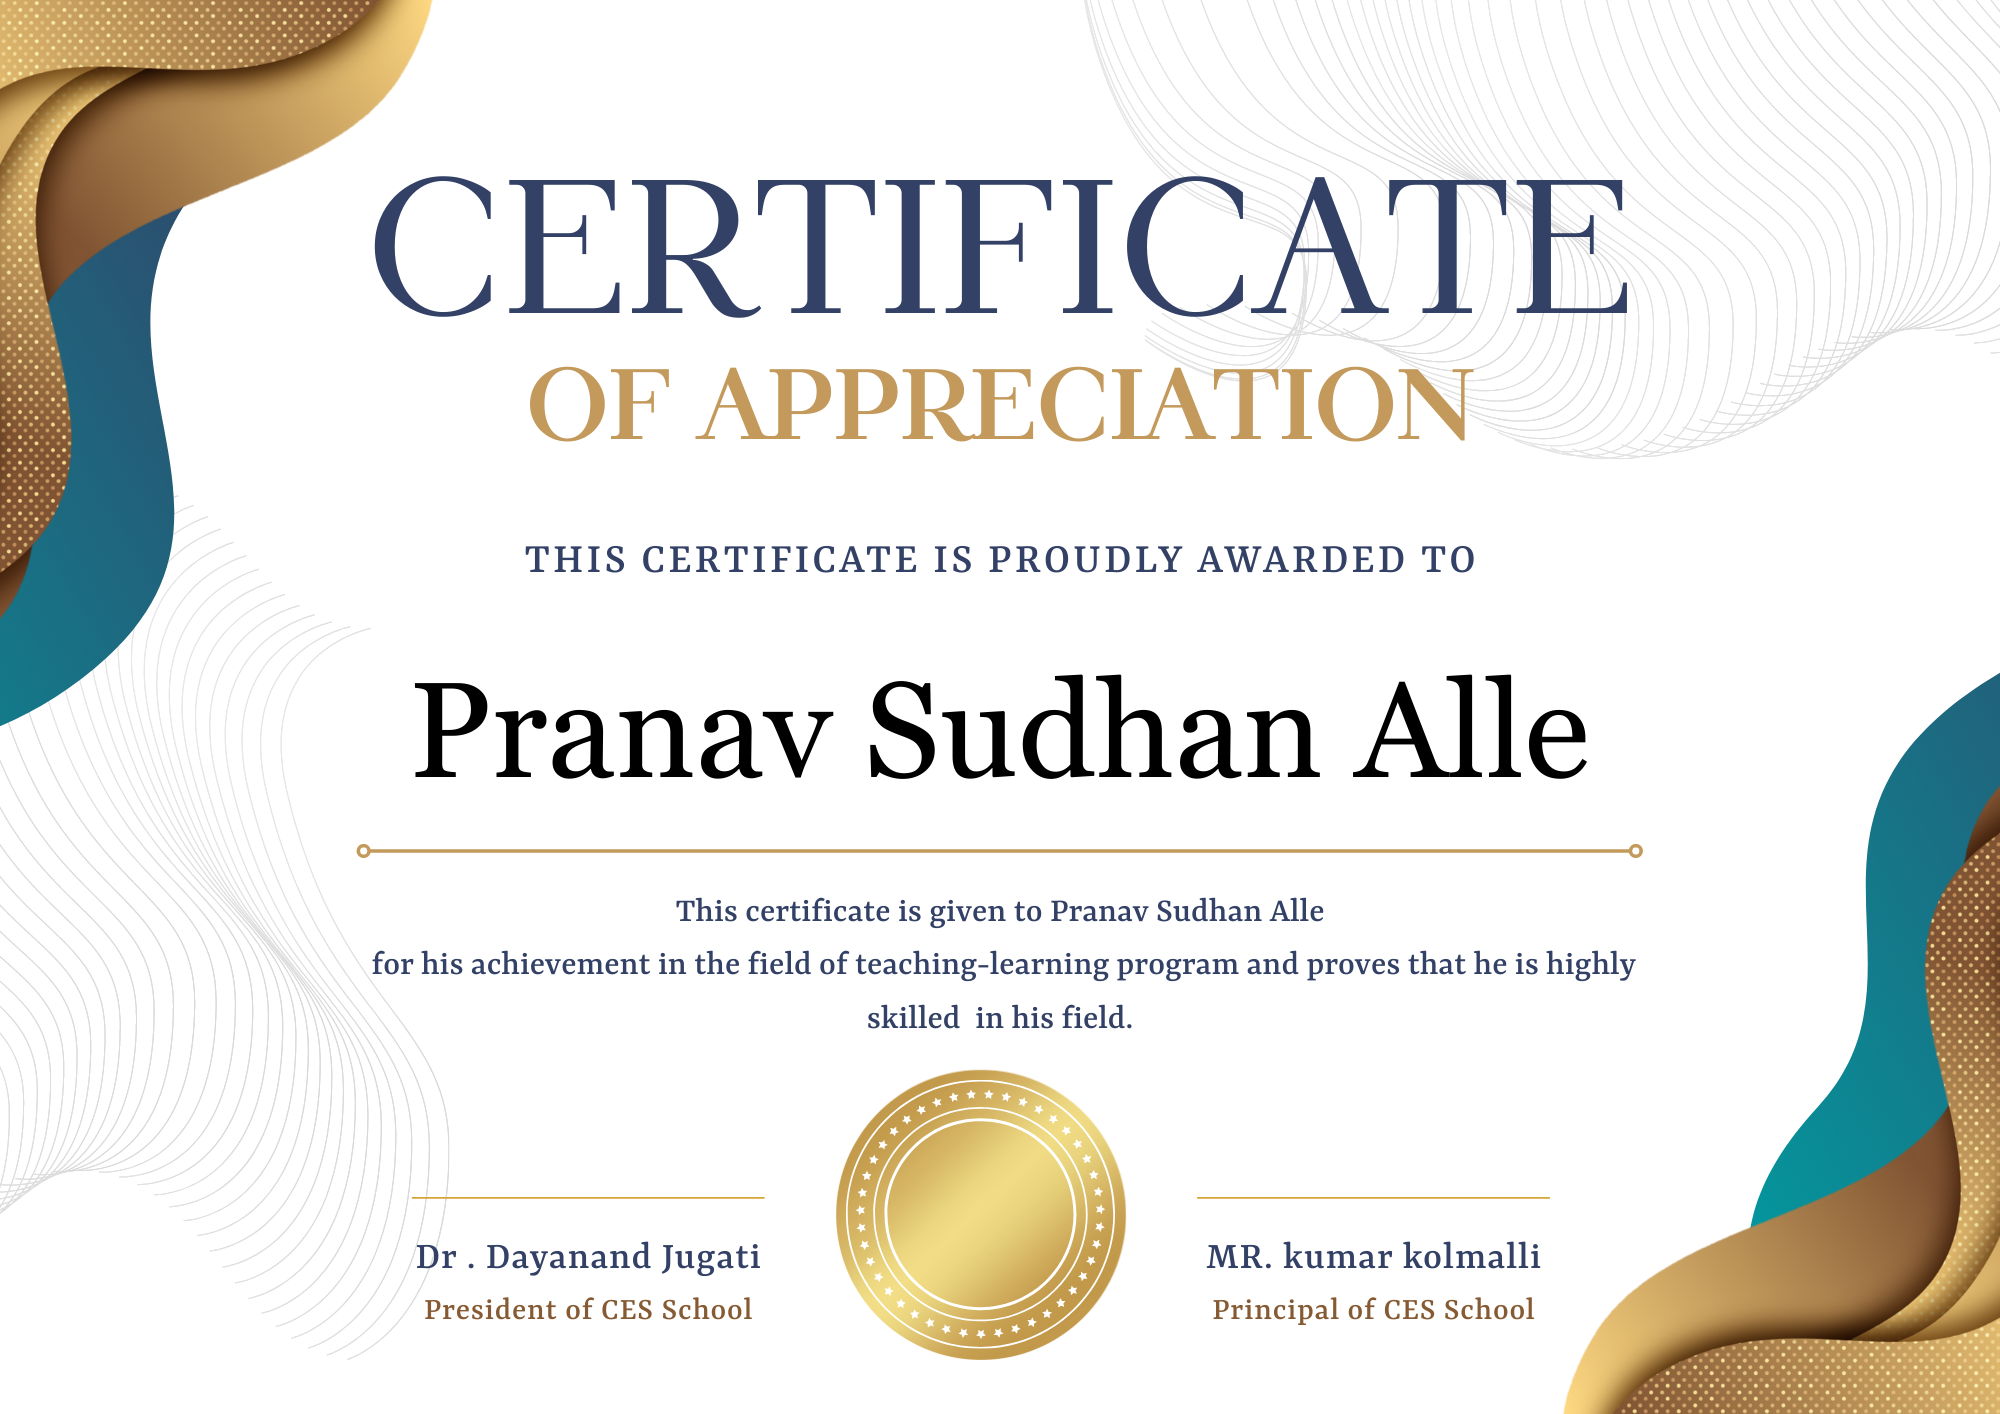 CERTIFICATE
OF APPRECIATION
THIS CERTIFICATE IS PROUDLY AWARDED TO
Pranav Sudhan Alle
This certificate is given to Pranav Sudhan Alle
for his achievement in the field of teaching-learning program and proves that he is highly
skilled  in his field.
Dr . Dayanand Jugati
President of CES School
MR. kumar kolmalli
Principal of CES School